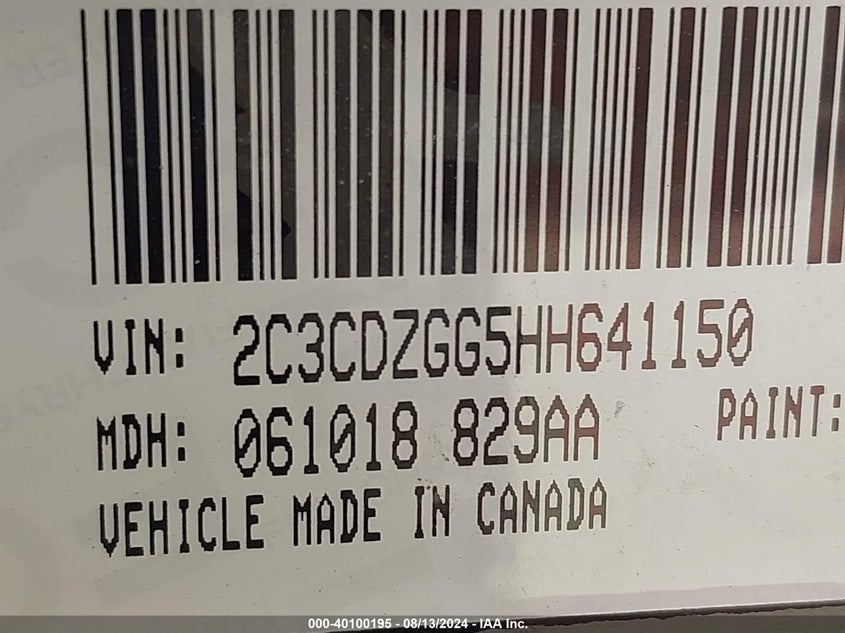 VIN: 2C3CDZGG5HH641150
MDH: 061018 829AA PAINT:
VEHICLE MADE IN CANADA
000-40100195 - 08/13/2024 - IAA Inc.